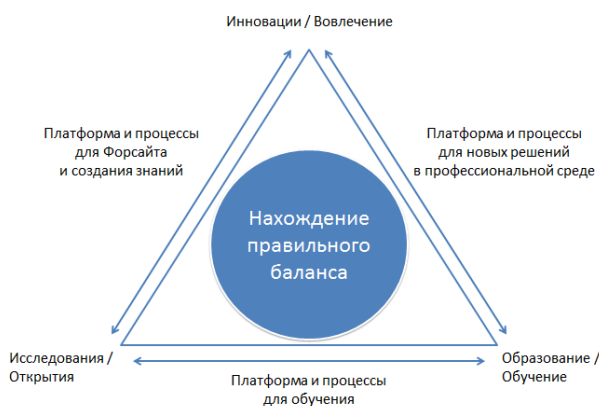 Инновации / Вовлечение
Платформа и процессы
для Форсайта
и создания знаний
Платформа и процессы
для новых решений
в профессиональной среде
Нахождение
правильного
баланса
Исследования /
Открытия
Образование /
Обучение
Платформа и процессы
для обучения